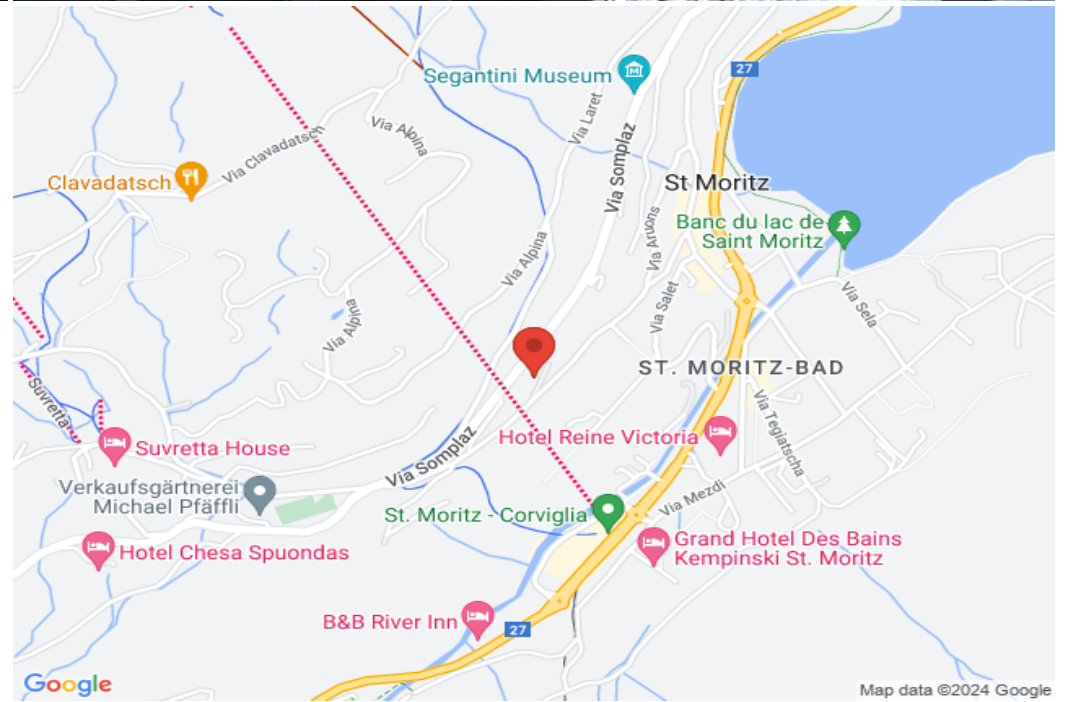 Segantini Museum
27
Via Laret
Via Alpina
Via Clavadatsch
Via Somplaz
Clavadatsch
St Moritz
Via Aruons
Banc du lac de
Saint Moritz
Via Alpina
Via Salet
Via Sela
Via Alpina
ST. MORITZ-BAD
Suvretta
Via Tegiatscha
Hotel Reine Victoria
Suvretta House
Via Somplaz
Verkaufsgärtnerei
Michael Pfäffli
Via Mezdi
St. Moritz - Corviglia
Grand Hotel Des Bains
Kempinski St. Moritz
Hotel Chesa Spuondas
B&B River Inn
27
Google
Map data ©2024 Google